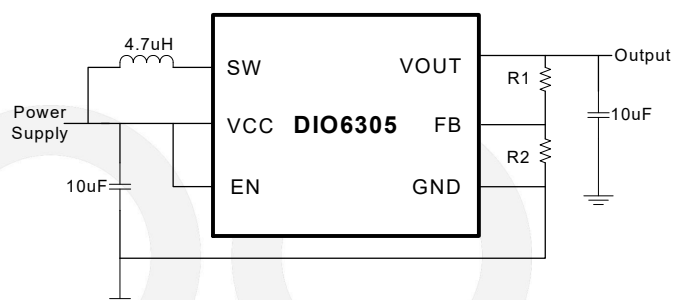 4.7uH
SW
VOUT
Output
R1
Power
Supply
VCC
DIO6305
FB
10uF
R2
10uF
EN
GND